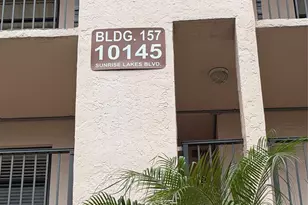 BLDG. 157
10145
SUNRISE LAKES BLVD.